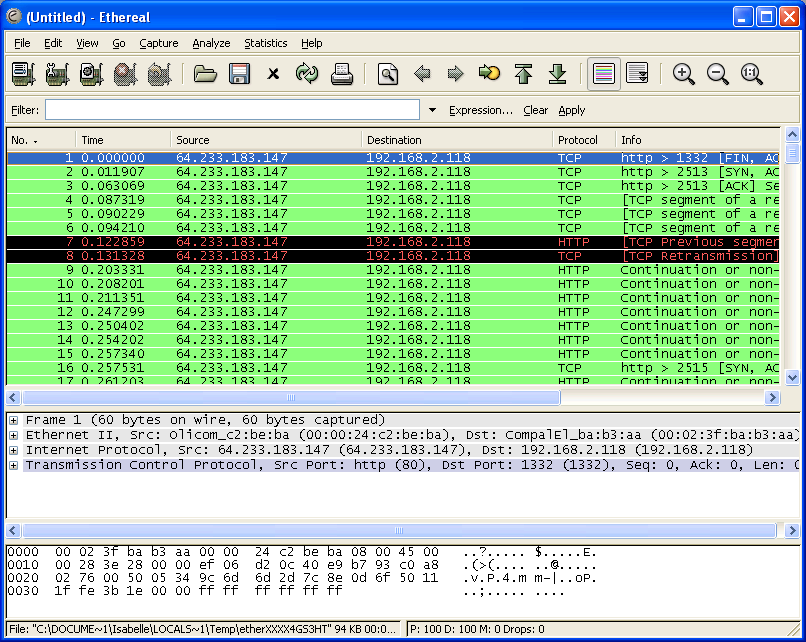 (Untitled) - Ethereal
File Edit View Go Capture Analyze Statistics Help
Filter: Expression... Clear Apply
No. Time Source Destination Protocol Info
1 0.000000 64.233.183.147 192.168.2.118 TCP http > 1332 [FIN, AC
2 0.011907 64.233.183.147 192.168.2.118 TCP http > 2513 [SYN, AC
3 0.063069 64.233.183.147 192.168.2.118 TCP http > 2513 [ACK] Se
4 0.087319 64.233.183.147 192.168.2.118 TCP [TCP segment of a re
5 0.090229 64.233.183.147 192.168.2.118 TCP [TCP segment of a re
6 0.094210 64.233.183.147 192.168.2.118 TCP [TCP segment of a re
7 0.122859 64.233.183.147 192.168.2.118 HTTP [TCP Previous segmen
8 0.131328 64.233.183.147 192.168.2.118 TCP [TCP Retransmission]
9 0.203331 64.233.183.147 192.168.2.118 HTTP Continuation or non-
10 0.208201 64.233.183.147 192.168.2.118 HTTP Continuation or non-
11 0.211351 64.233.183.147 192.168.2.118 HTTP Continuation or non-
12 0.247299 64.233.183.147 192.168.2.118 HTTP Continuation or non-
13 0.250402 64.233.183.147 192.168.2.118 HTTP Continuation or non-
14 0.254202 64.233.183.147 192.168.2.118 HTTP Continuation or non-
15 0.257340 64.233.183.147 192.168.2.118 HTTP Continuation or non-
16 0.257531 64.233.183.147 192.168.2.118 TCP http > 2515 [SYN, AC
17 0.261203 64.233.183.147 192.168.2.118 HTTP Continuation or non-
Frame 1 (60 bytes on wire, 60 bytes captured)
Ethernet II, Src: Olicom_c2:be:ba (00:00:24:c2:be:ba), Dst: CompalEl_ba:b3:aa (00:02:3f:ba:b3:aa)
Internet Protocol, Src: 64.233.183.147 (64.233.183.147), Dst: 192.168.2.118 (192.168.2.118)
Transmission Control Protocol, Src Port: http (80), Dst Port: 1332 (1332), Seq: 0, Ack: 0, Len: 0
0000 00 02 3f ba b3 aa 00 00 24 c2 be ba 08 00 45 00 ..?..... $.....E.
0010 00 28 3e 28 00 00 ef 06 d2 0c 40 e9 b7 93 c0 a8 .(>(.... ..@.....
0020 02 76 00 50 05 34 9c 6d 6d 2d 7c 8e 0d 6f 50 11 .v.P.4.m m-|..oP.
0030 1f fe 3b 1e 00 00 ff ff ff ff ff ff ..;..... ....
File: "C:\DOCUME~1\Isabelle\LOCALS~1\Temp\etherXXXX4G53HT" 94 KB 00:0... P: 100 D: 100 M: 0 Drops: 0